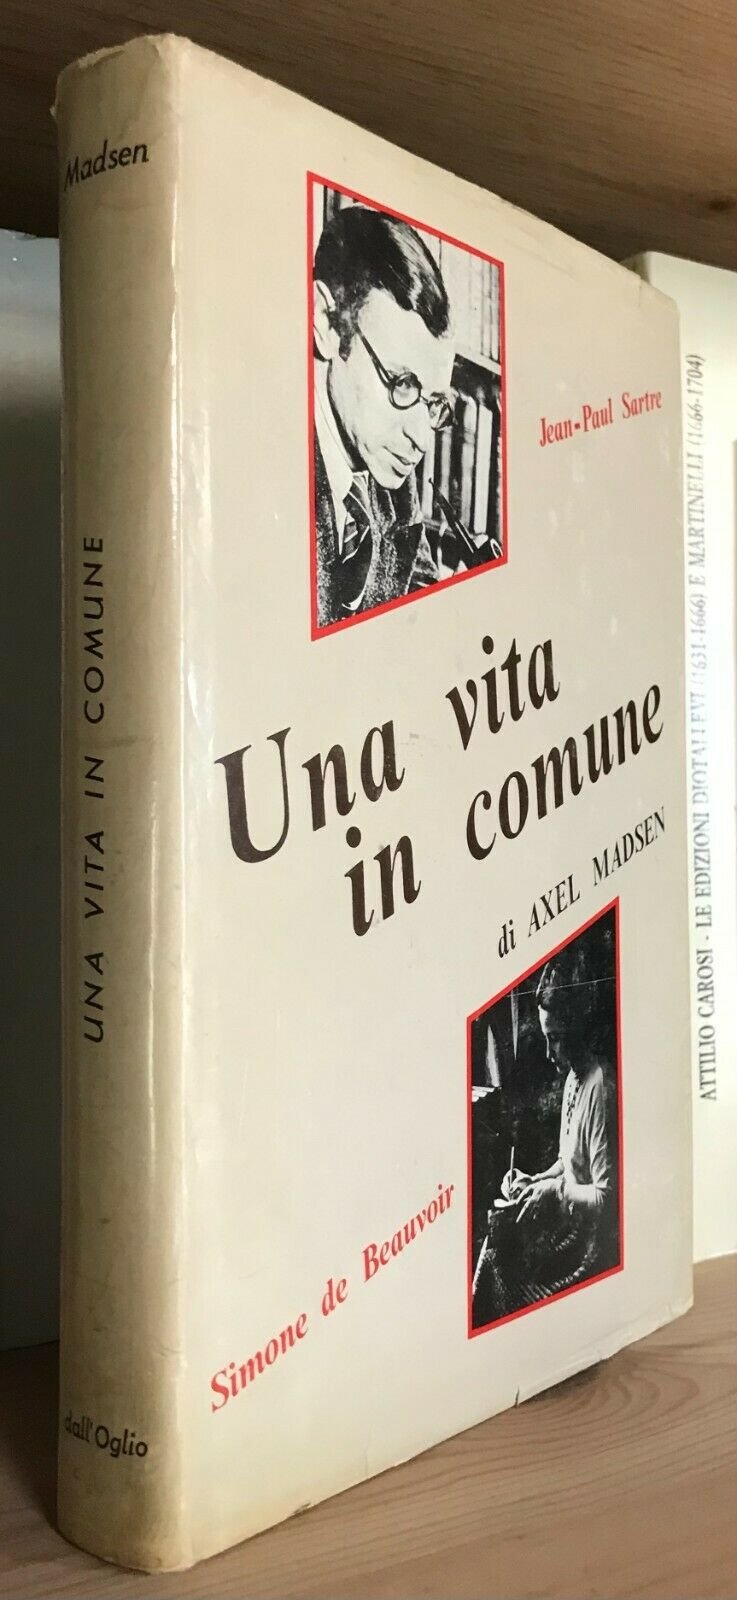 Madsen
UNA VITA IN COMUNE
dall'Oglio
Jean-Paul Sartre
Una vita
in comune
di AXEL MADSEN
Simone de Beauvoir
ATTILIO CAROSI - LE EDIZIONI DIOTALLEVI (1631-1666) E MARTINELLI (1666-1704)